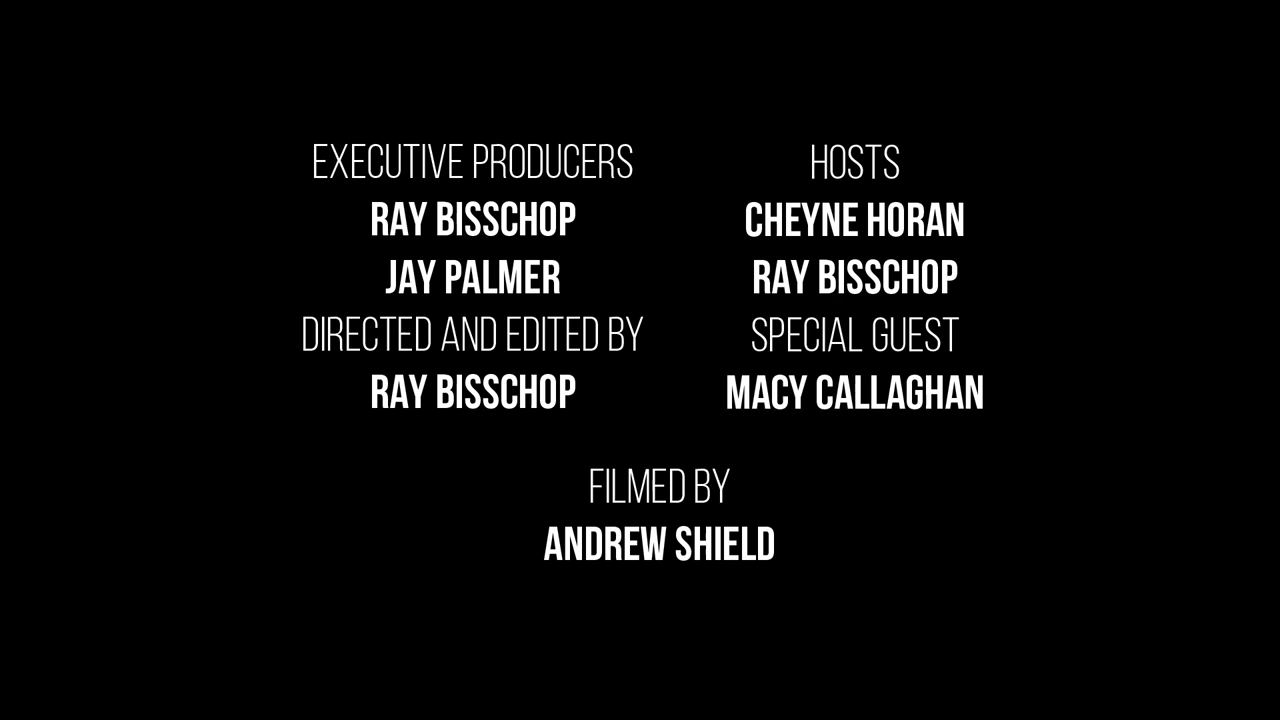 EXECUTIVE PRODUCERS
RAY BISSCHOP
JAY PALMER
DIRECTED AND EDITED BY
RAY BISSCHOP
HOSTS
CHEYNE HORAN
RAY BISSCHOP
SPECIAL GUEST
MACY CALLAGHAN
FILMED BY
ANDREW SHIELD